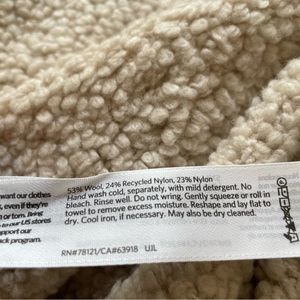 53% Wool, 24% Recycled Nylon, 23% Nylon
Hand wash cold, separately, with mild detergent. No
bleach. Rinse well. Do not wring. Gently squeeze or roll in
towel to remove excess moisture. Reshape and lay flat to
dry. Cool iron, if necessary. May also be dry cleaned.
RN#78121/CA#63918 UJL
want our clothes
, even if they're
n or torn. Bring
to our US stores
pport our
ck program.